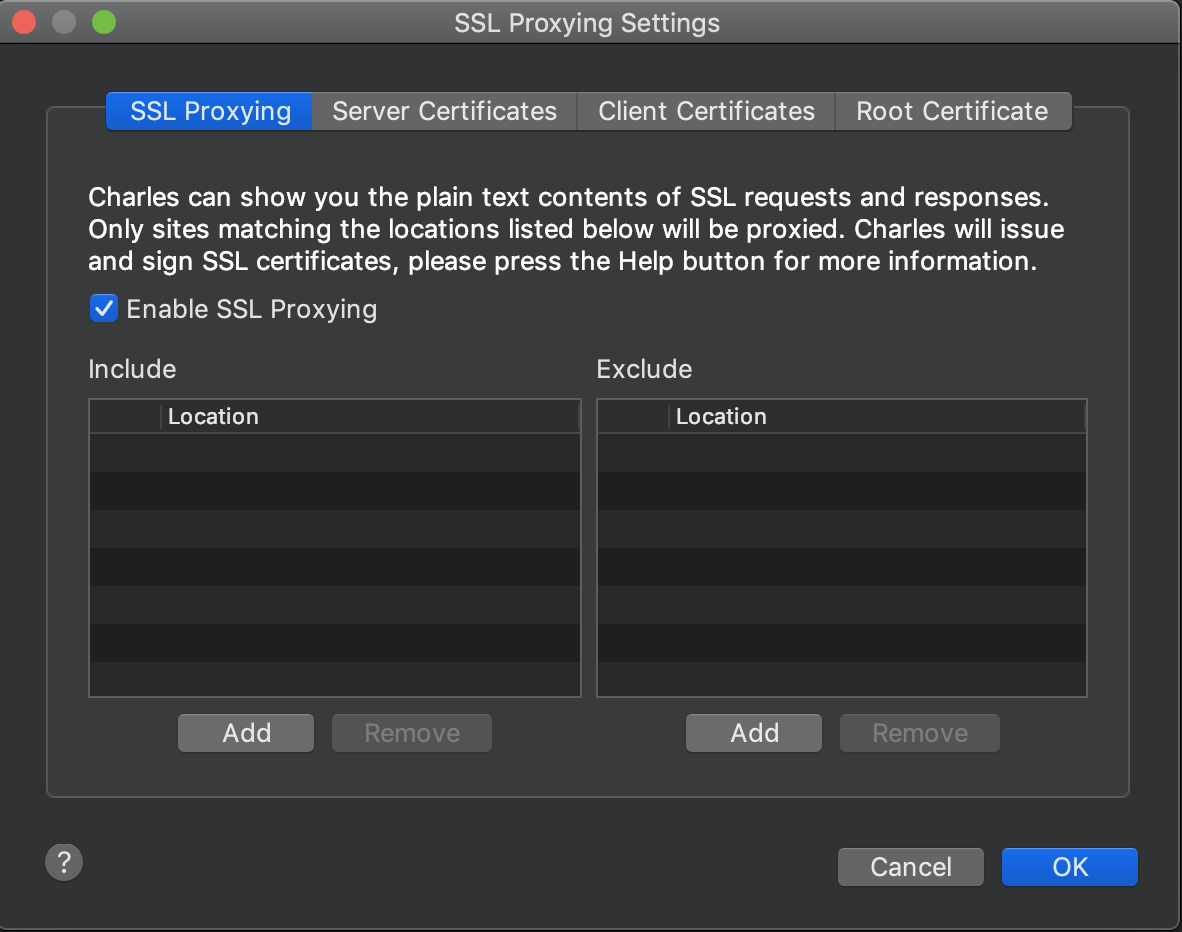 SSL Proxying Settings
SSL Proxying Server Certificates Client Certificates Root Certificate
Charles can show you the plain text contents of SSL requests and responses.
Only sites matching the locations listed below will be proxied. Charles will issue
and sign SSL certificates, please press the Help button for more information.
Enable SSL Proxying
Include Exclude
Location Location
Add Remove Add Remove
? Cancel OK